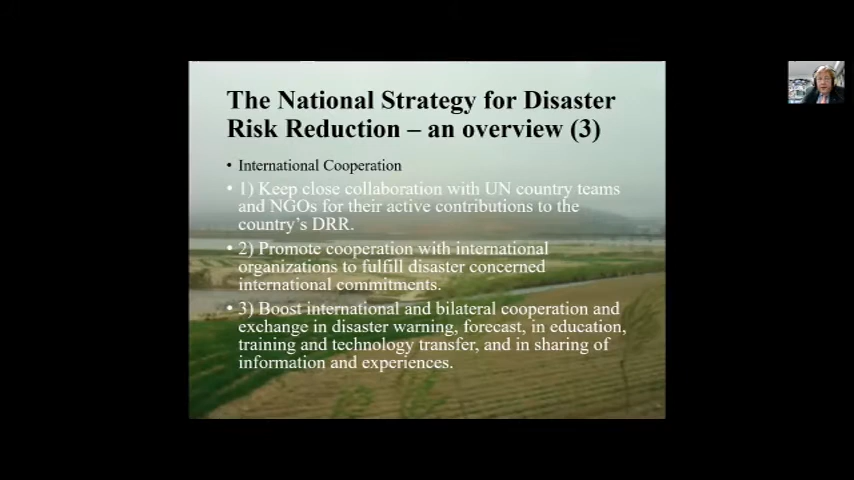 The National Strategy for Disaster
Risk Reduction – an overview (3)
• International Cooperation
• 1) Keep close collaboration with UN country teams
and NGOs for their active contributions to the
country's DRR.
• 2) Promote cooperation with international
organizations to fulfill disaster concerned
international commitments.
• 3) Boost international and bilateral cooperation and
exchange in disaster warning, forecast, in education,
training and technology transfer, and in sharing of
information and experiences.